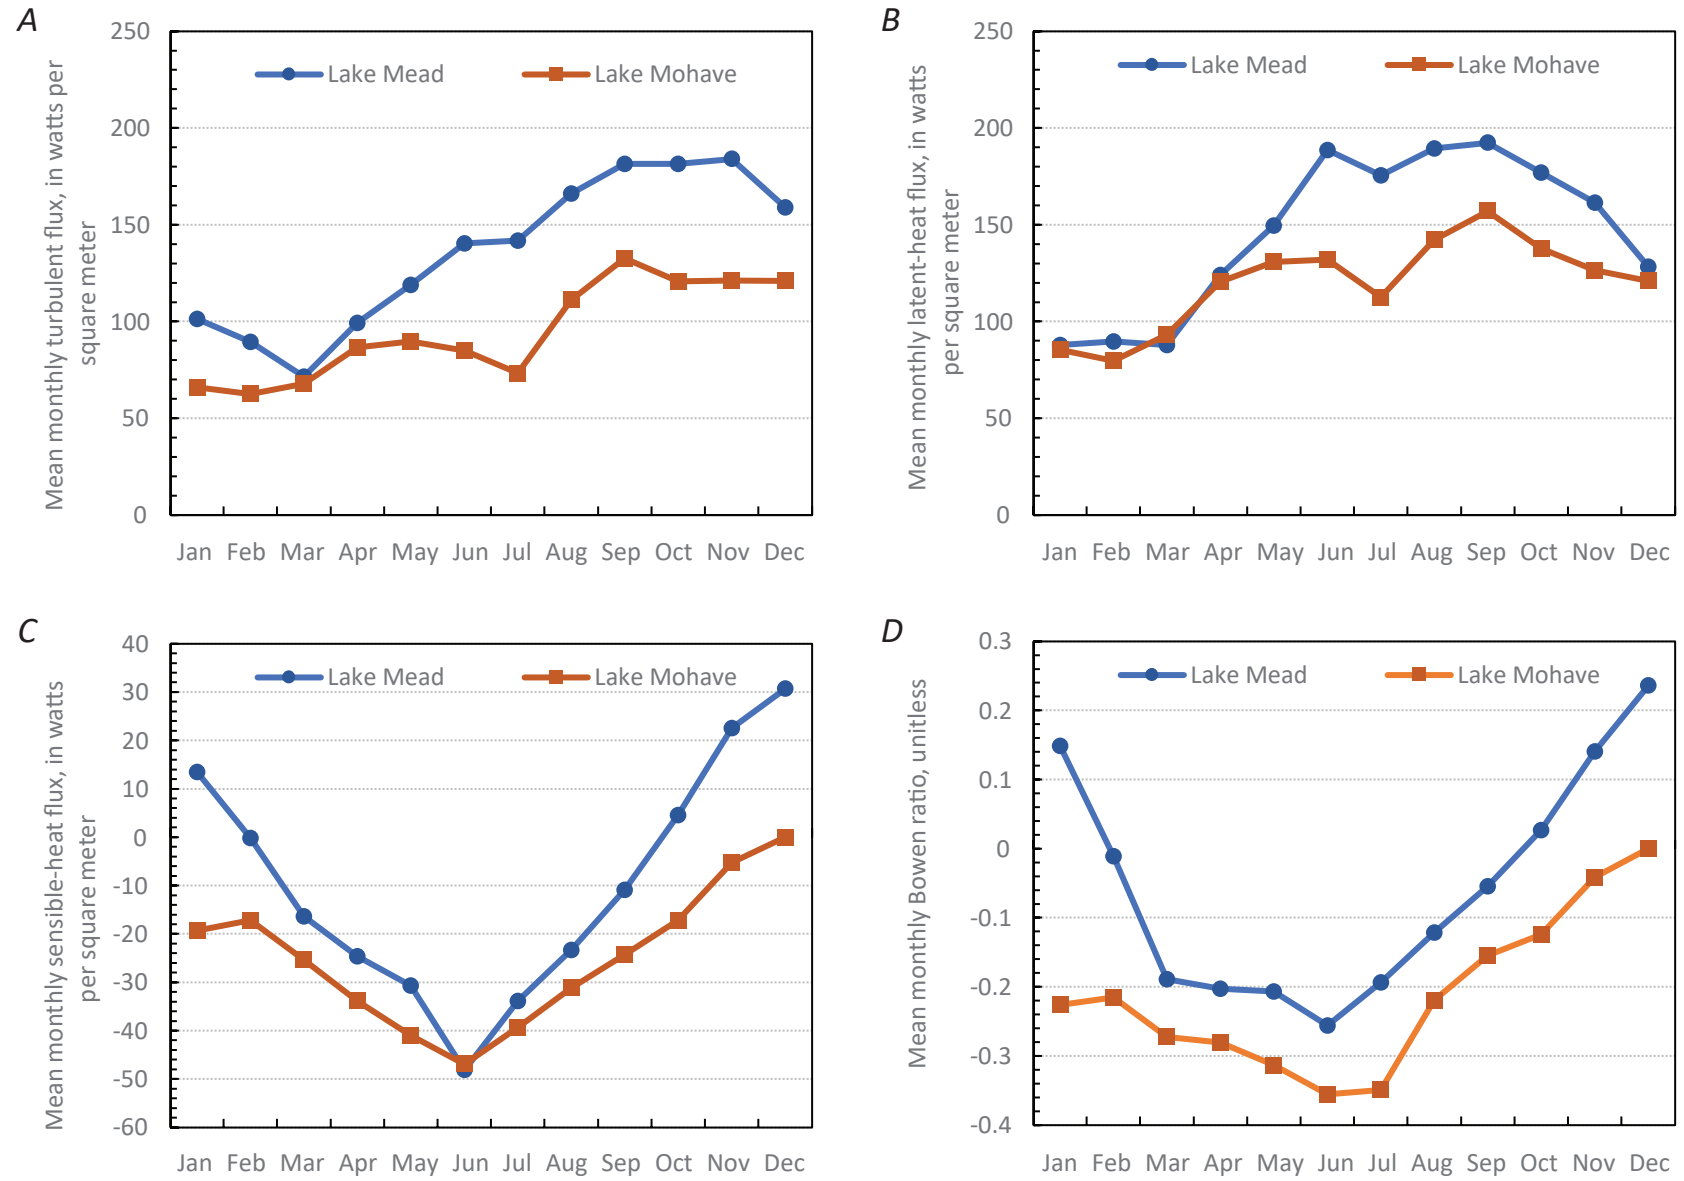 A
Mean monthly turbulent flux, in watts per
square meter
250
200
150
100
50
0
Lake Mead
Lake Mohave
Jan Feb Mar Apr May Jun Jul Aug Sep Oct Nov Dec
B
Mean monthly latent-heat flux, in watts
per square meter
250
200
150
100
50
0
Lake Mead
Lake Mohave
Jan Feb Mar Apr May Jun Jul Aug Sep Oct Nov Dec
C
Mean monthly sensible-heat flux, in watts
per square meter
40
30
20
10
0
-10
-20
-30
-40
-50
-60
Lake Mead
Lake Mohave
Jan Feb Mar Apr May Jun Jul Aug Sep Oct Nov Dec
D
Mean monthly Bowen ratio, unitless
0.3
0.2
0.1
0
-0.1
-0.2
-0.3
-0.4
Lake Mead
Lake Mohave
Jan Feb Mar Apr May Jun Jul Aug Sep Oct Nov Dec